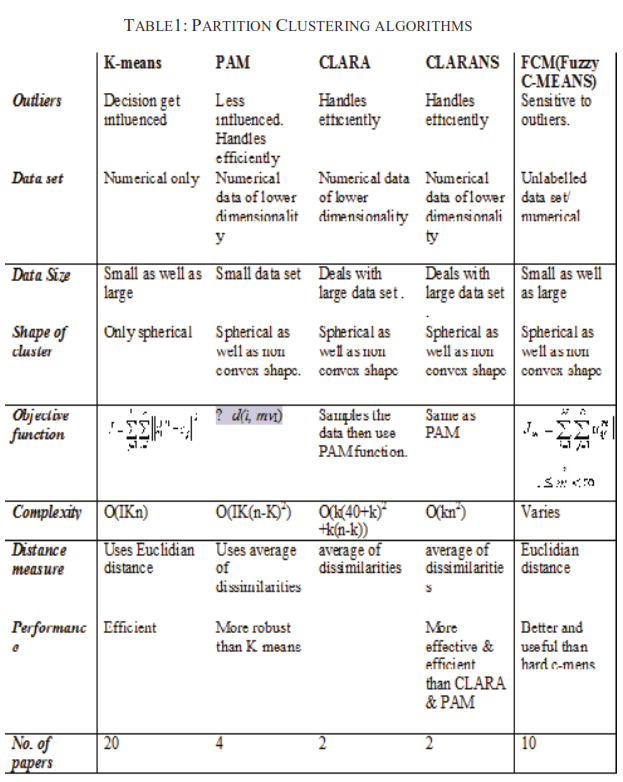 TABLE1: PARTITION CLUSTERING ALGORITHMS
K-means
PAM
CLARA
CLARANS
FCM(Fuzzy
C-MEANS)
Outliers
Decision get
influenced
Less
influenced.
Handles
efficiently
Handles
efficiently
Handles
efficiently
Sensitive to
outliers.
Data set
Numerical only
Numerical
data of lower
dimensionalit
y
Numerical data
of lower
dimensionality
Numerical
data of lower
dimensionali
ty
Unlabelled
data set/
numerical
Data Size
Small as well as
large
Small data set
Deals with
large data set .
Deals with
large data set
.
Small as well
as large
Shape of
cluster
Only spherical
Spherical as
well as non
convex shape.
Spherical as
well as non
convex shape
Spherical as
well as non
convex shape
Spherical as
well as non
convex shape
Objective
function
? d(i, mvi)
Samples the
data then use
PAM function.
Same as
PAM
Complexity
O(IKn)
O(IK(n-K)²)
O(k(40+k)²
+k(n-k))
O(kn²)
Varies
Distance
measure
Uses Euclidian
distance
Uses average
of
dissimilarities
average of
dissimilarities
average of
dissimilaritie
s
Euclidian
distance
Performanc
e
Efficient
More robust
than K means
More
effective &
efficient
than CLARA
& PAM
Better and
useful than
hard c-mens
No. of
papers
20
4
2
2
10